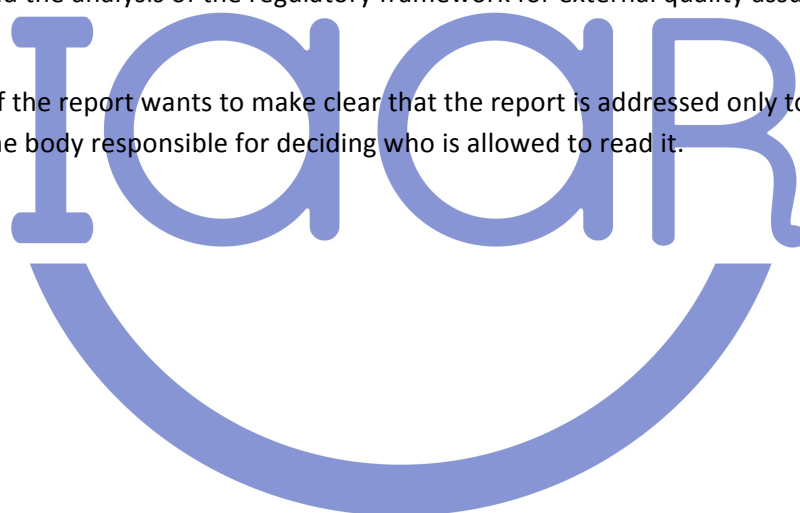 the analysis of the regulatory framework for external quality assu
f the report wants to make clear that the report is addressed only to
e body responsible for deciding who is allowed to read it.
IaaR